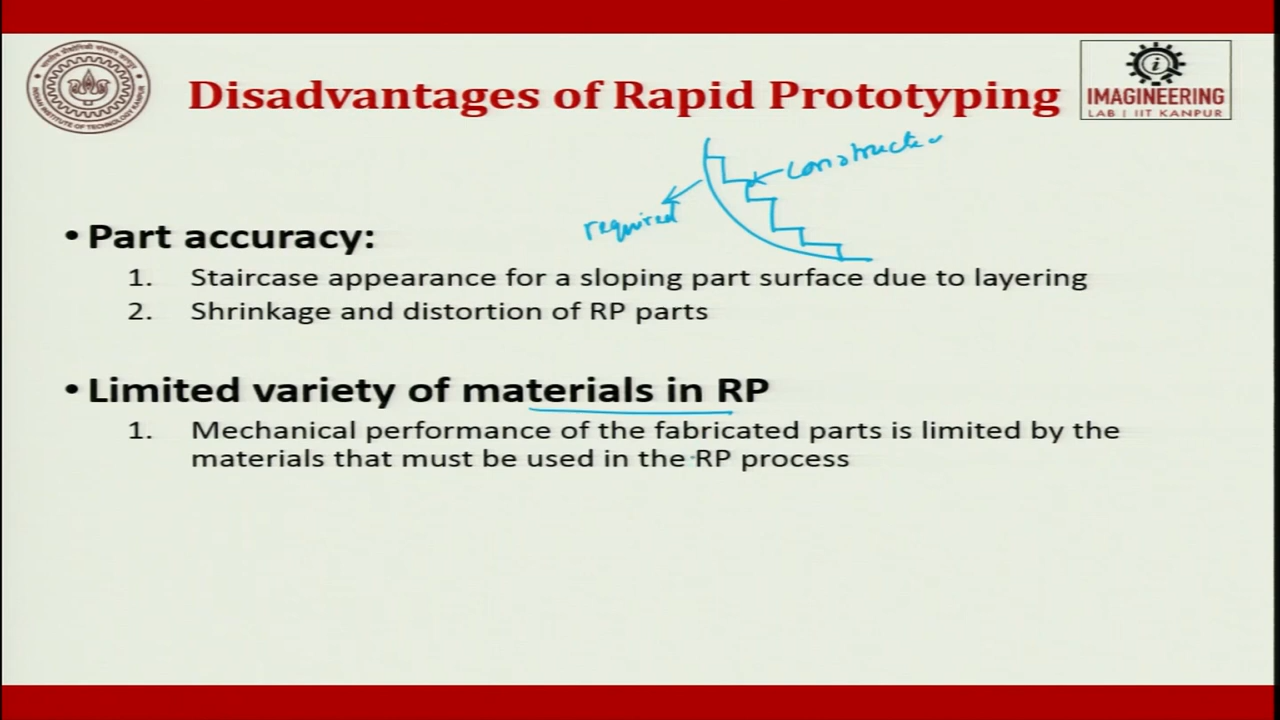 Disadvantages of Rapid Prototyping
IMAGINEERING
LAB | IIT KANPUR
constructe
required
• Part accuracy:
1. Staircase appearance for a sloping part surface due to layering
2. Shrinkage and distortion of RP parts
• Limited variety of materials in RP
1. Mechanical performance of the fabricated parts is limited by the
materials that must be used in the RP process